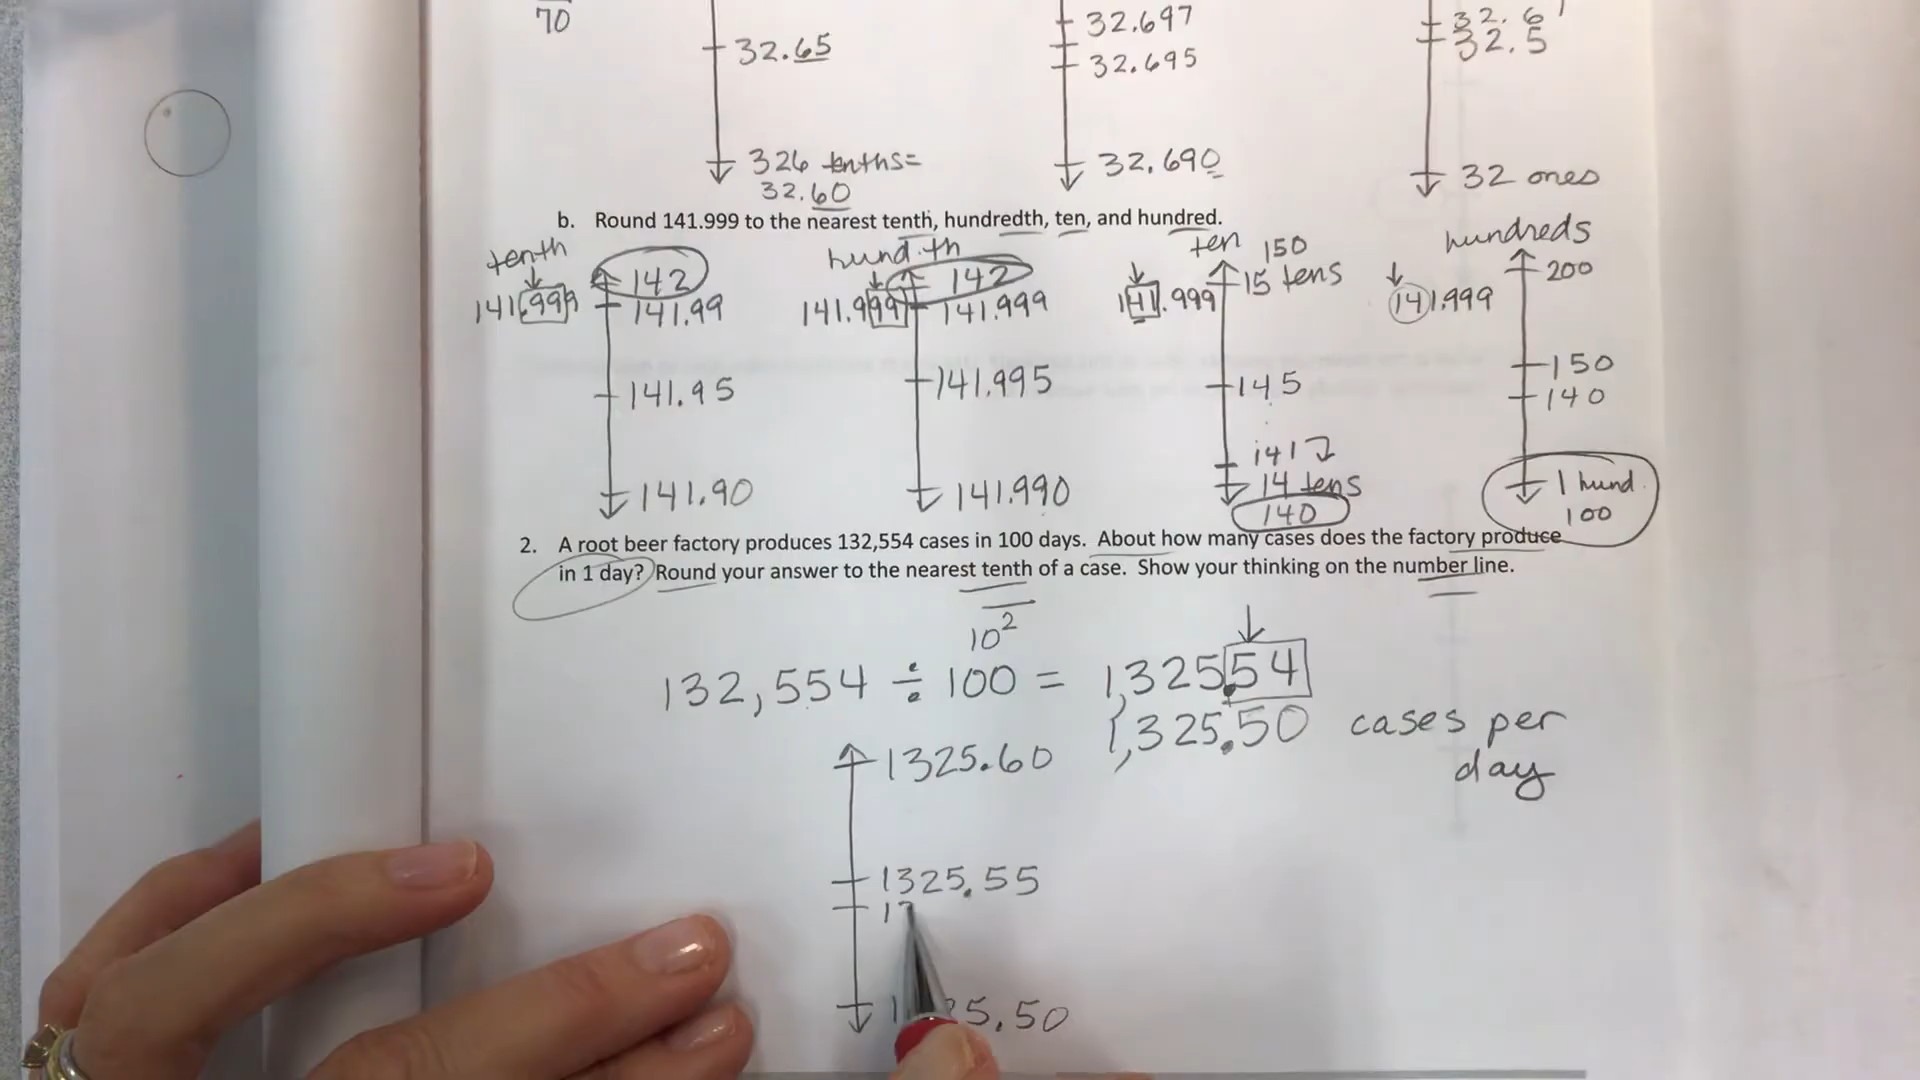 70
32.65
326 tenths=
32.60
32.697
32.695
32.690
32.6
32.5
32 ones
b. Round 141.999 to the nearest tenth, hundredth, ten, and hundred.
tenth
141.999
142
141.99
141.95
141.90
hund.th
141.999
142
141.999
141.995
141.990
ten 150
141.999
15 tens
145
141
14 tens
140
hundreds
141.999
200
150
140
1 hund.
100
2. A root beer factory produces 132,554 cases in 100 days. About how many cases does the factory produce
in 1 day? Round your answer to the nearest tenth of a case. Show your thinking on the number line.
10²
132,554 ÷ 100 = 1,325.54
1,325.50 cases per
day
1325.60
1325.55
1325.50